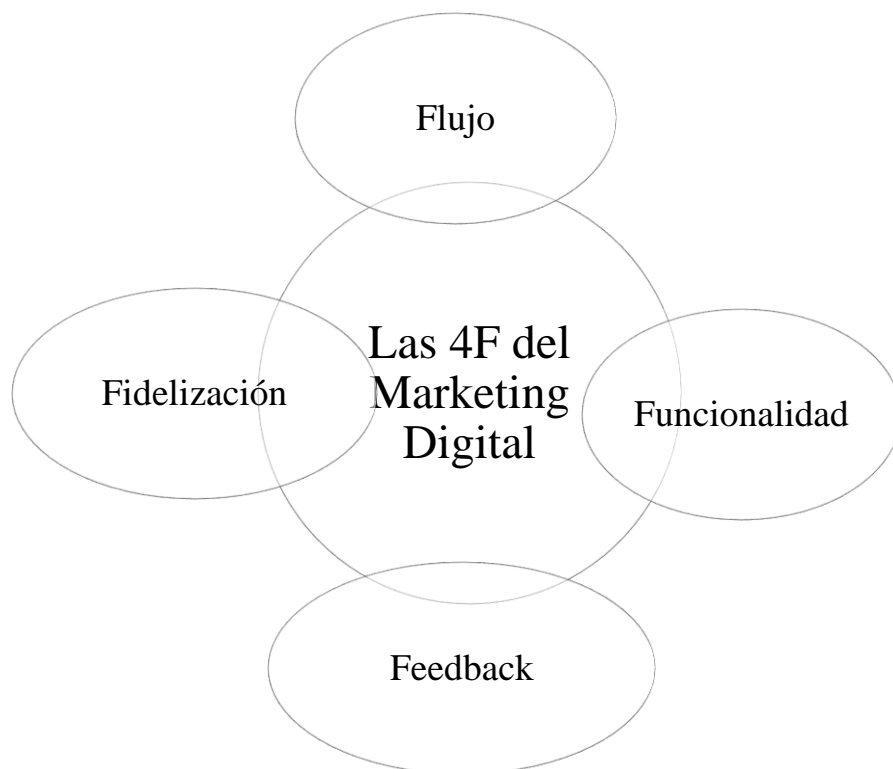 Flujo
Las 4F del
Marketing
Digital
Fidelización
Funcionalidad
Feedback